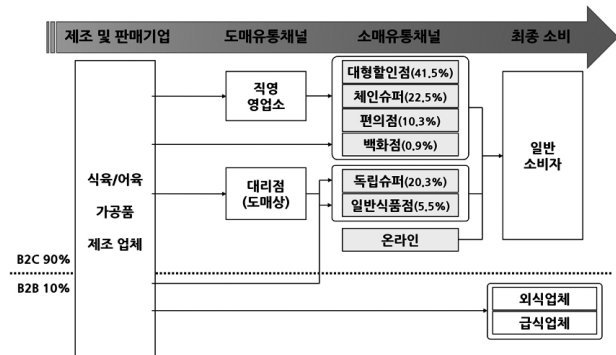 제조 및 판매기업 도매유통채널 소매유통채널 최종 소비
대형할인점(41.5%)
직영
영업소
체인슈퍼(22.5%)
편의점(10.3%)
백화점(0.9%)
일반
소비자
식육/어육
가공품
제조 업체
대리점
(도매상)
독립슈퍼(20.3%)
일반식품점(5.5%)
온라인
B2C 90%
B2B 10%
외식업체
급식업체